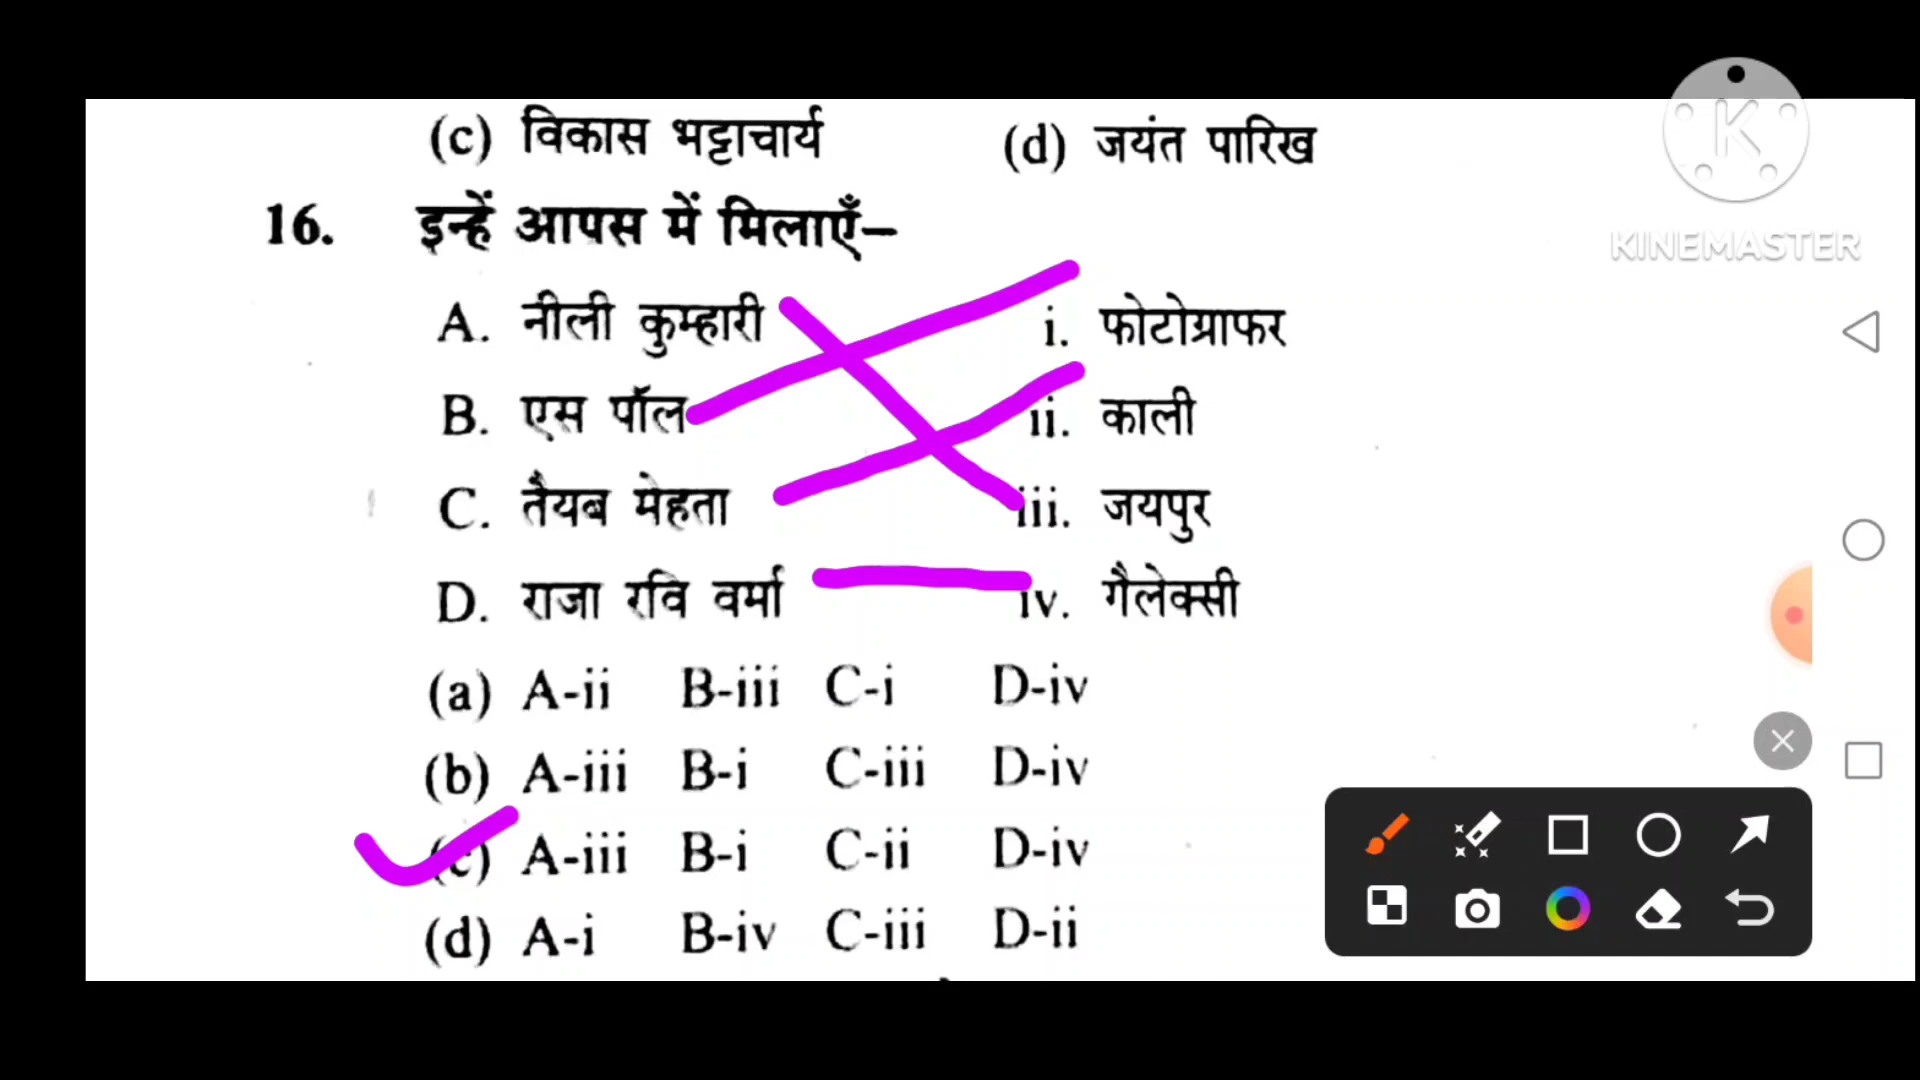 (c) विकास भट्टाचार्य (d) जयंत पारिख
16. इन्हें आपस में मिलाएँ–
A. नीली कुम्हारी i. फोटोग्राफर
B. एस पॉल ii. काली
C. तैयब मेहता iii. जयपुर
D. राजा रवि वर्मा iv. गैलेक्सी
(a) A-ii B-iii C-i D-iv
(b) A-iii B-i C-iii D-iv
(c) A-iii B-i C-ii D-iv
(d) A-i B-iv C-iii D-ii
K
KINEMASTER